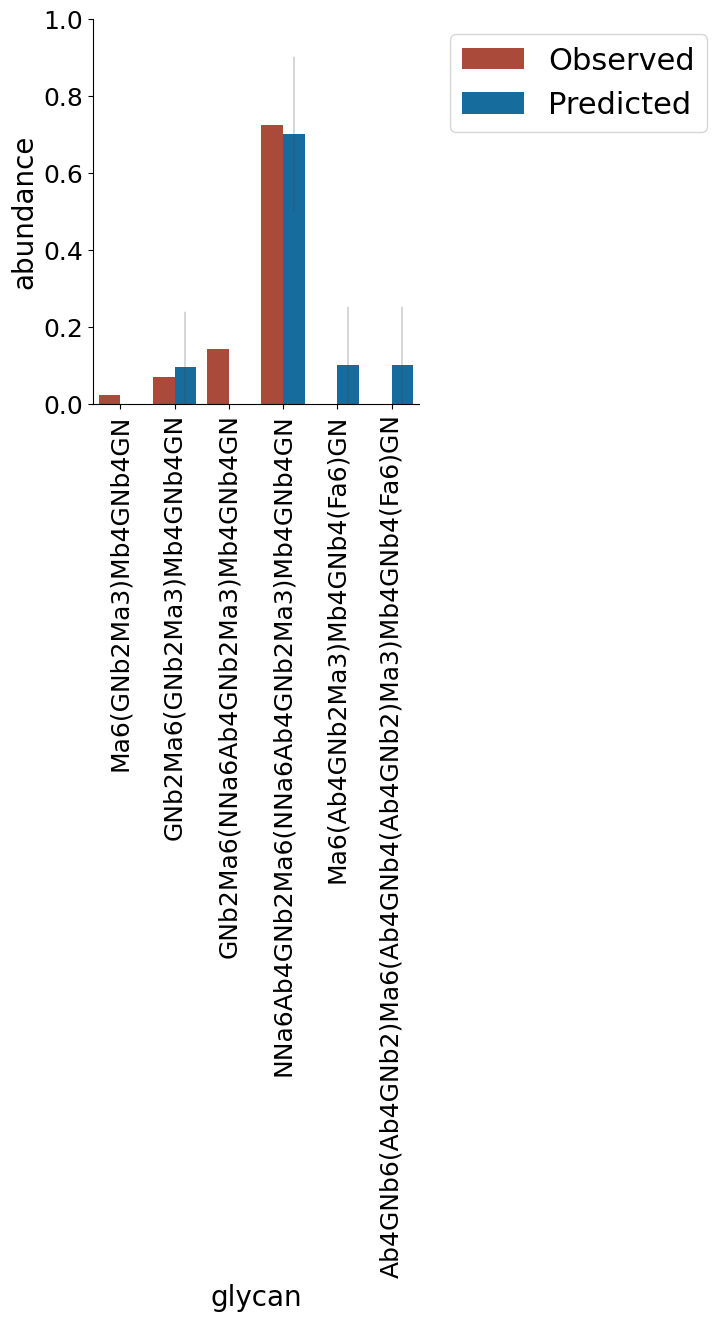 1.0
0.8
0.6
0.4
0.2
0.0
abundance
Observed
Predicted
Ma6(GNb2Ma3)Mb4GNb4GN
GNb2Ma6(GNb2Ma3)Mb4GNb4GN
GNb2Ma6(NNa6Ab4GNb2Ma3)Mb4GNb4GN
NNa6Ab4GNb2Ma6(NNa6Ab4GNb2Ma3)Mb4GNb4GN
Ma6(Ab4GNb2Ma3)Mb4GNb4(Fa6)GN
Ab4GNb6(Ab4GNb2)Ma6(Ab4GNb4(Ab4GNb2)Ma3)Mb4GNb4(Fa6)GN
glycan